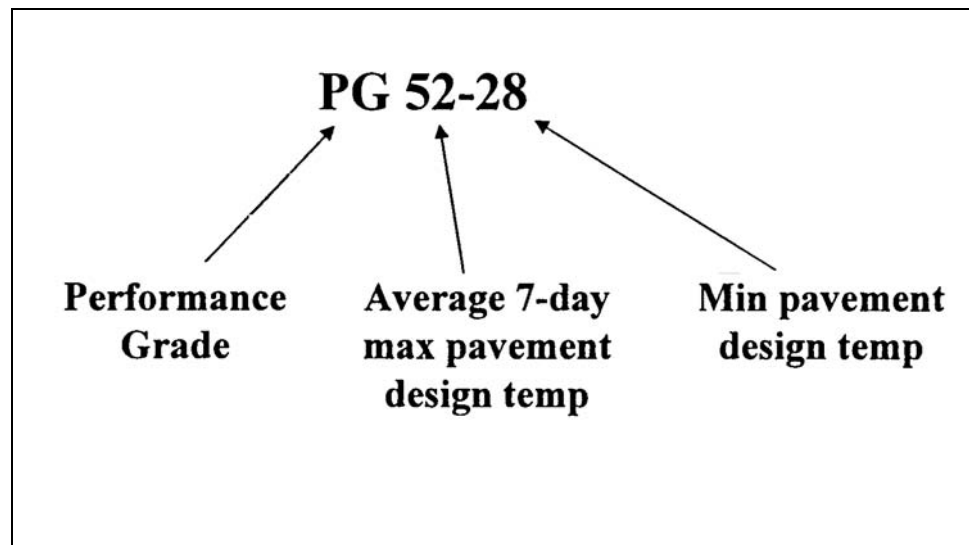 PG 52-28
Performance
Grade
Average 7-day
max pavement
design temp
Min pavement
design temp